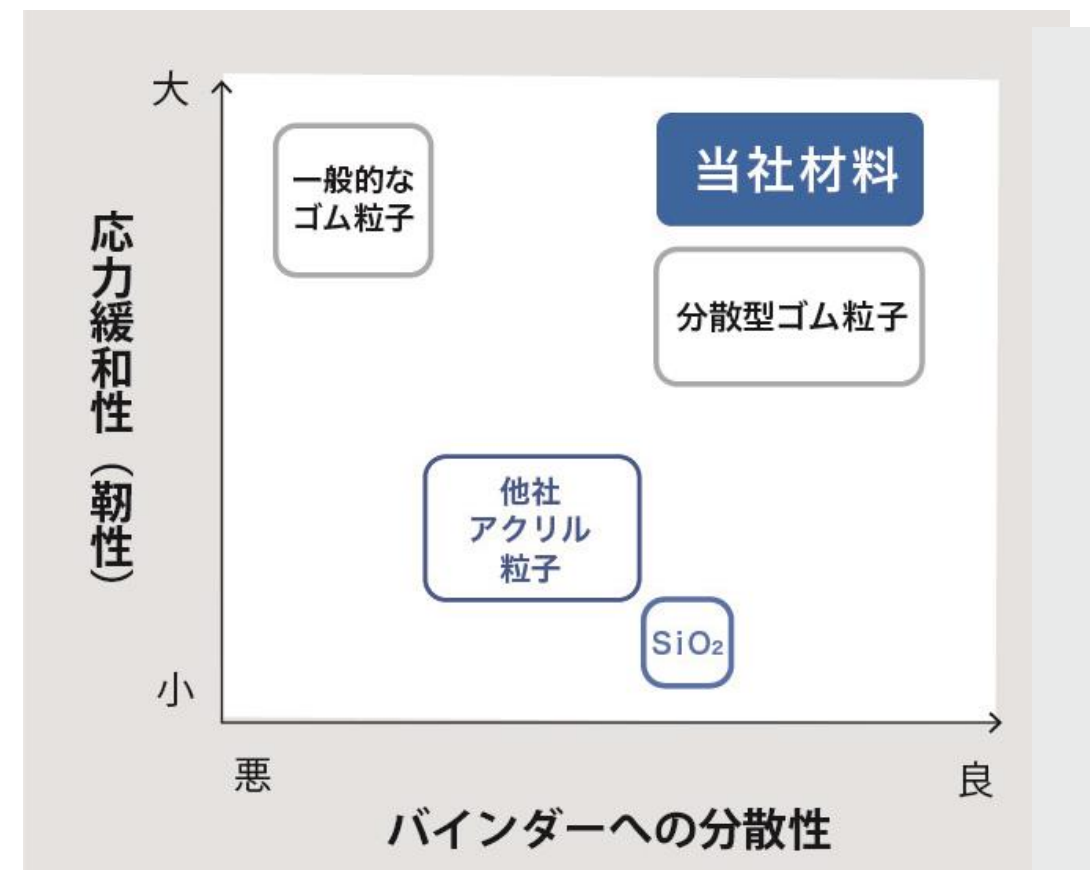 大
一般的な
ゴム粒子
当社材料
分散型ゴム粒子
応力緩和性（靭性）
他社
アクリル
粒子
SiO₂
小
悪
良
バインダーへの分散性